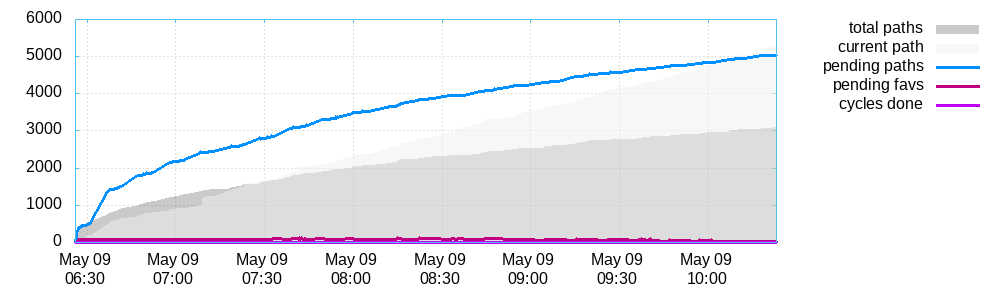 6000
5000
4000
3000
2000
1000
0
May 09 May 09 May 09 May 09 May 09 May 09 May 09 May 09
06:30 07:00 07:30 08:00 08:30 09:00 09:30 10:00
total paths
current path
pending paths
pending favs
cycles done